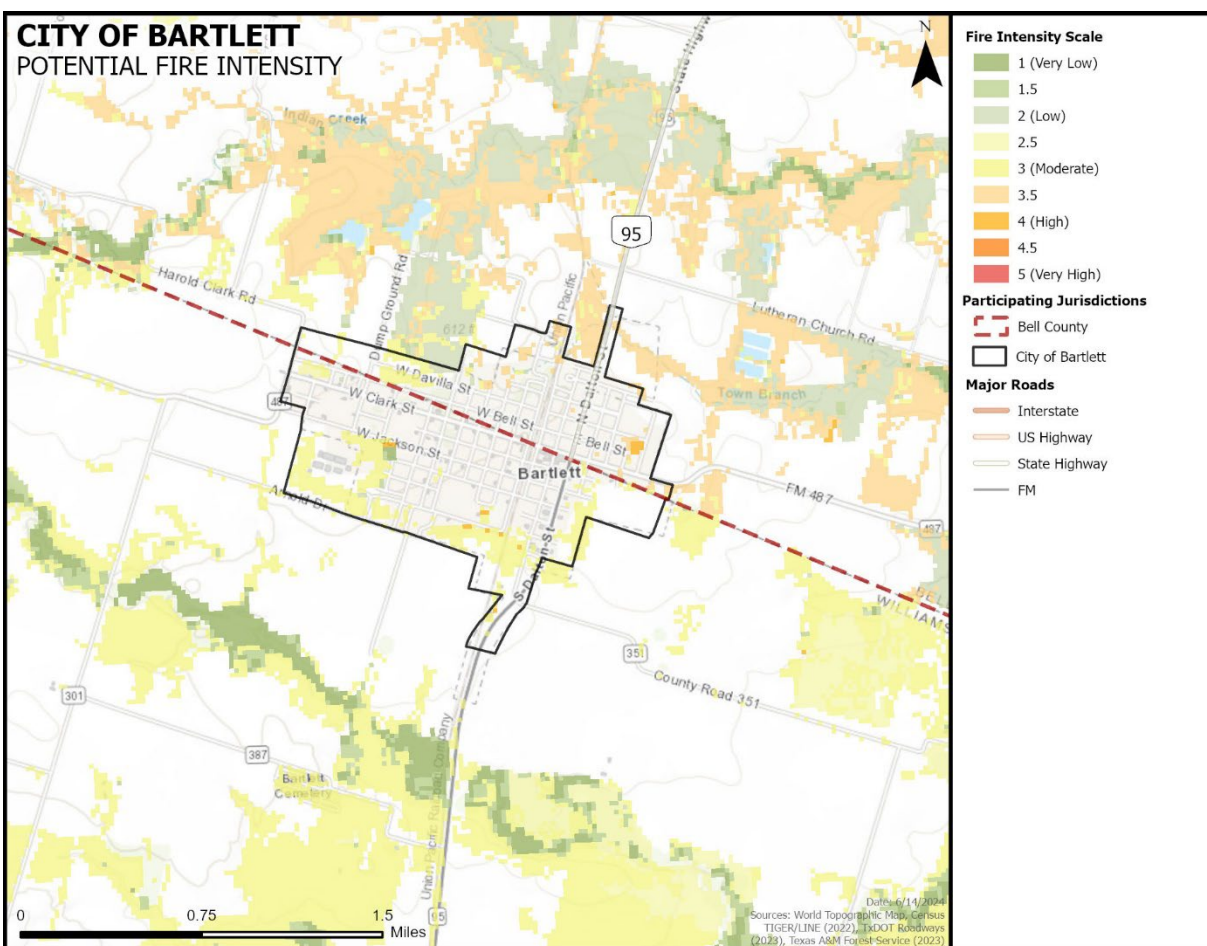 CITY OF BARTLETT
POTENTIAL FIRE INTENSITY
N
State High
95
Indian Creek
95
Harold Clark Rd
Dump Ground Rd
612 f
Union Pacific
Lutheran Church Rd
W Davilla St
N Dalton St
Town Branch
487
W Clark St
W Bell St
Bell St
W Jackson St
Bartlett
FM 487
Arnold Dr
487
S Dalton St
BEL
WILLIAMS
351
County Road 351
301
387
Bartlett
Cemetery
Union Pacific Railroad Company
95
0
0.75
1.5
Miles
Date: 6/14/2024
Sources: World Topographic Map, Census
TIGER/LINE (2022), TxDOT Roadways
(2023), Texas A&M Forest Service (2023)
Fire Intensity Scale
1 (Very Low)
1.5
2 (Low)
2.5
3 (Moderate)
3.5
4 (High)
4.5
5 (Very High)
Participating Jurisdictions
Bell County
City of Bartlett
Major Roads
Interstate
US Highway
State Highway
FM